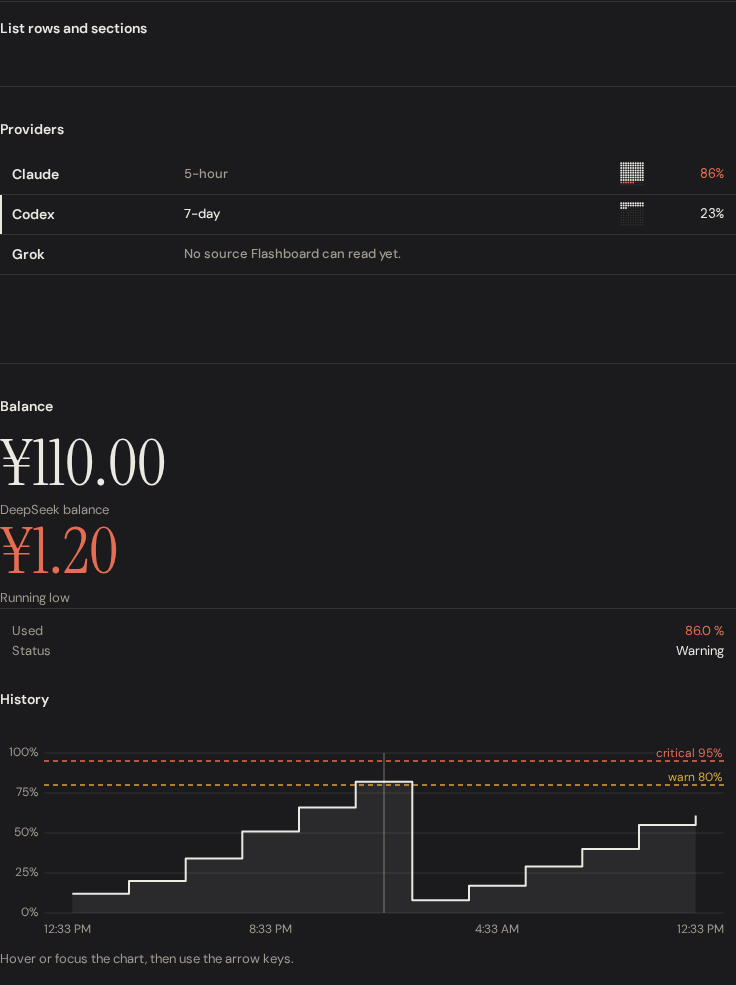 List rows and sections
Providers
Claude 5-hour 86%
Codex 7-day 23%
Grok No source Flashboard can read yet.
Balance
¥110.00
DeepSeek balance
¥1.20
Running low
Used 86.0 %
Status Warning
History
100% critical 95%
warn 80%
75%
50%
25%
0%
12:33 PM 8:33 PM 4:33 AM 12:33 PM
Hover or focus the chart, then use the arrow keys.